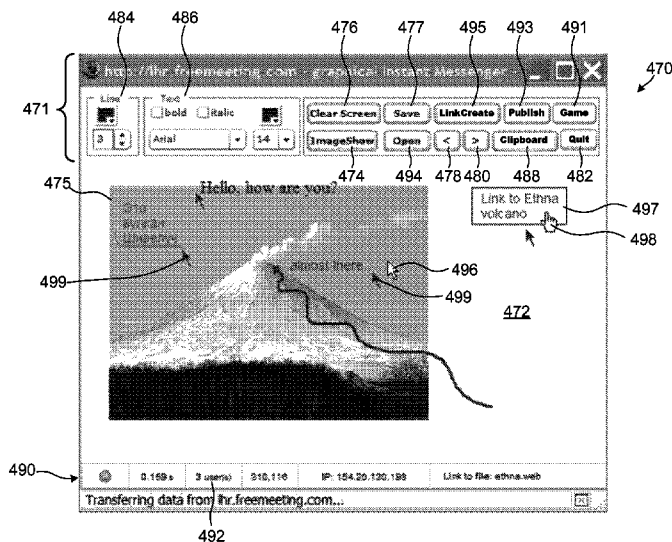 484 486 476 477 495 493 491
470
471
http://lhr.freemeeting.com - graphical Instant Messenger
Line Text
bold italic
Clear Screen Save LinkCreate Publish Game
3 Arial 14
ImageShow Open < > Clipboard Quit
474 494 478 480 488 482
475
Hello, how are you?
Link to Ethna
volcano
497
498
almost there
496
499
499
472
490
0.159 s 3 user(s) 310,116 IP: 154.20.130.198 Link to file: ethna.web
Transferring data from lhr.freemeeting.com...
492